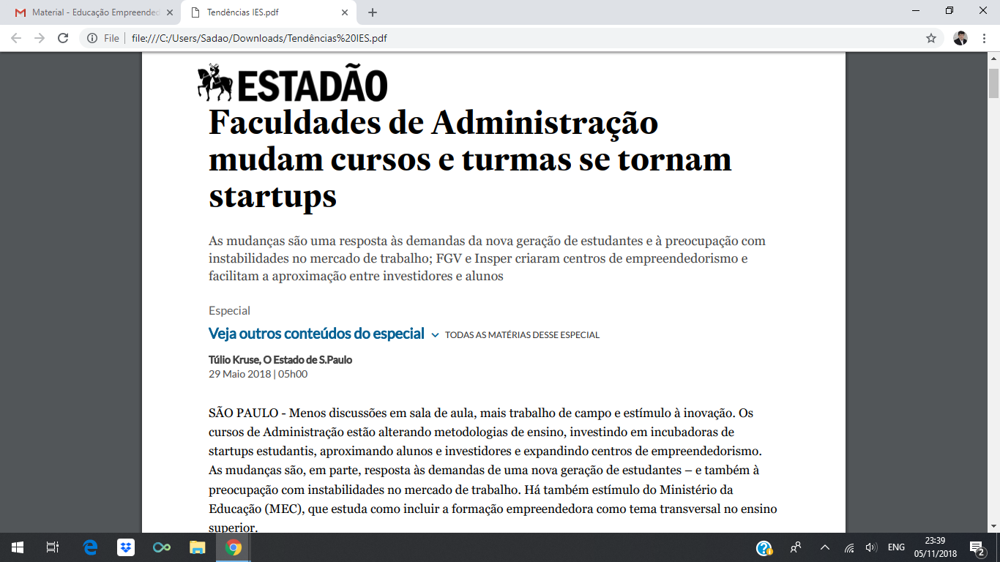 Material - Educação Empreended
Tendências IES.pdf
File
file:///C:/Users/Sadao/Downloads/Tendências%20IES.pdf
ESTADÃO
Faculdades de Administração
mudam cursos e turmas se tornam
startups
As mudanças são uma resposta às demandas da nova geração de estudantes e à preocupação com
instabilidades no mercado de trabalho; FGV e Insper criaram centros de empreendedorismo e
facilitam a aproximação entre investidores e alunos
Especial
Veja outros conteúdos do especial TODAS AS MATÉRIAS DESSE ESPECIAL
Túlio Kruse, O Estado de S.Paulo
29 Maio 2018 | 05h00
SÃO PAULO - Menos discussões em sala de aula, mais trabalho de campo e estímulo à inovação. Os
cursos de Administração estão alterando metodologias de ensino, investindo em incubadoras de
startups estudantis, aproximando alunos e investidores e expandindo centros de empreendedorismo.
As mudanças são, em parte, resposta às demandas de uma nova geração de estudantes – e também à
preocupação com instabilidades no mercado de trabalho. Há também estímulo do Ministério da
Educação (MEC), que estuda como incluir a formação empreendedora como tema transversal no ensino
superior.
ENG
23:39
05/11/2018
2